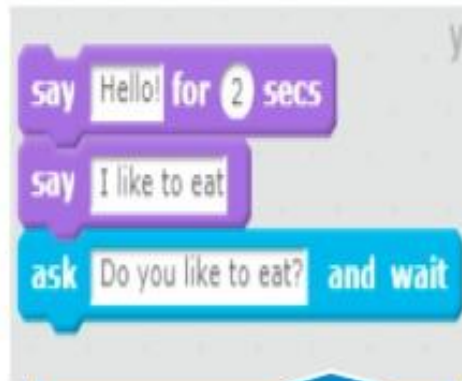 y
say Hello! for 2 secs
say I like to eat
ask Do you like to eat? and wait